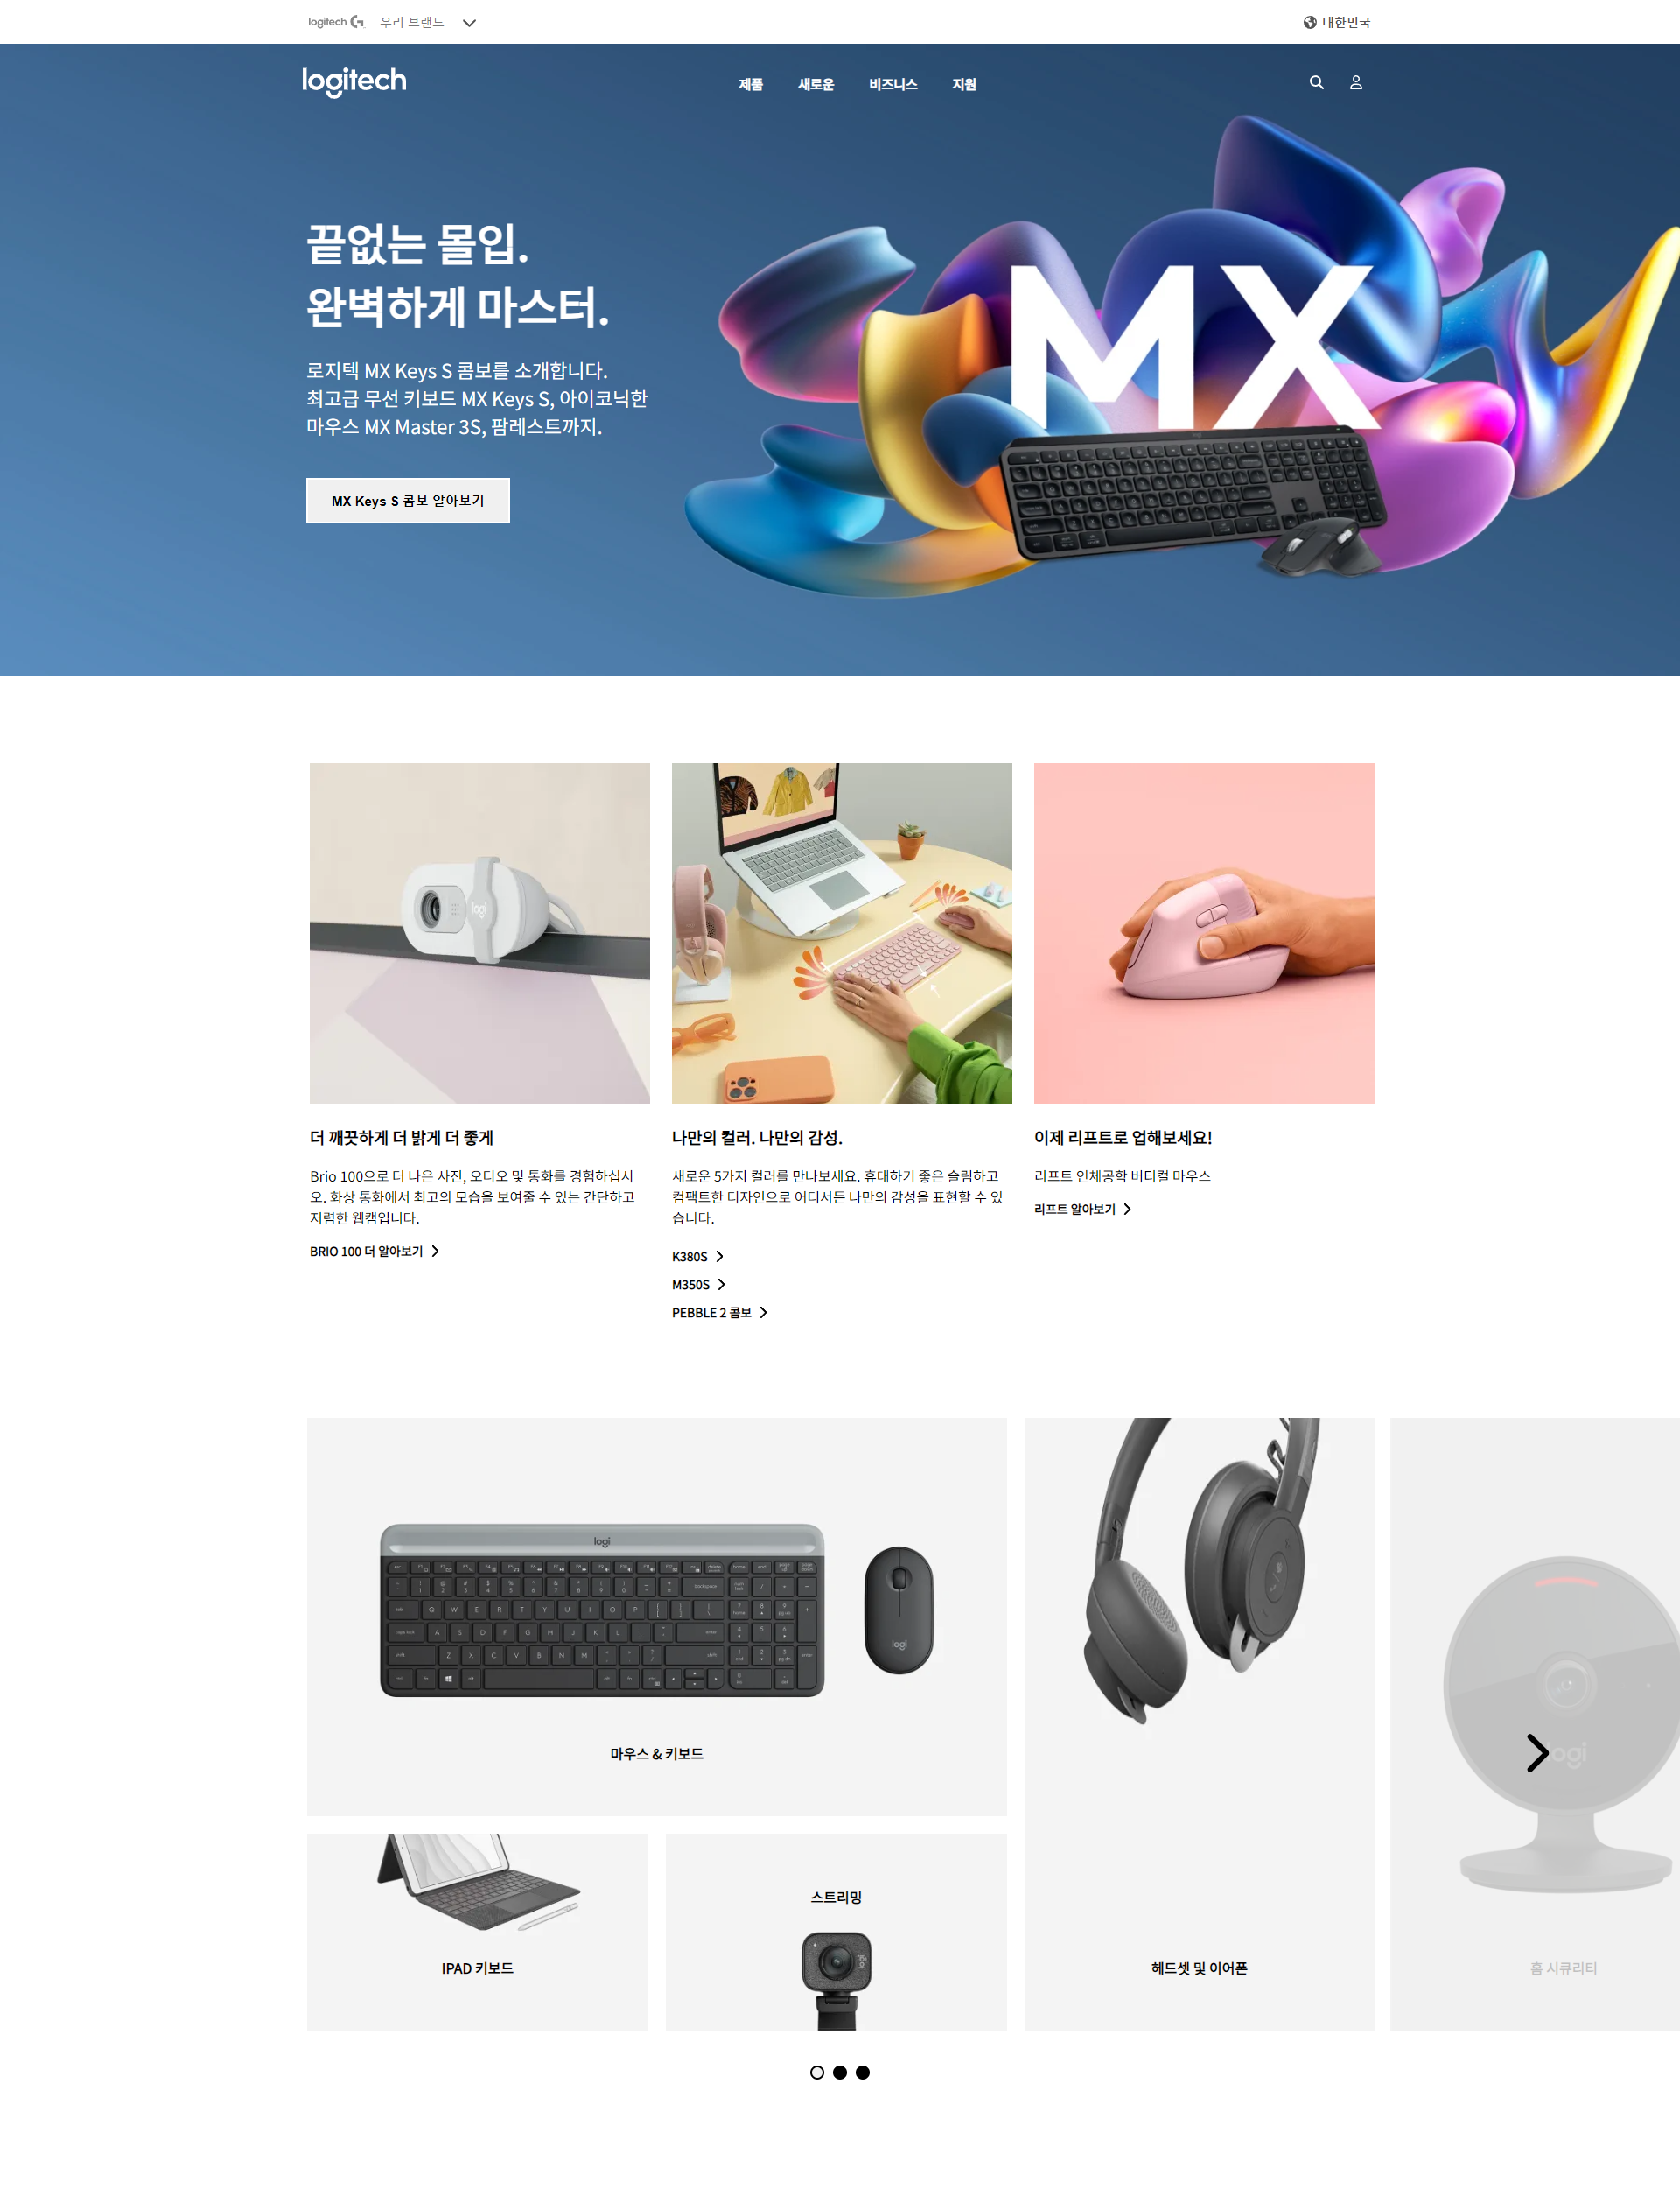 logitech G 우리 브랜드
대한민국
logitech
제품 새로운 비즈니스 지원
끝없는 몰입.
완벽하게 마스터.
로지텍 MX Keys S 콤보를 소개합니다.
최고급 무선 키보드 MX Keys S, 아이코닉한
마우스 MX Master 3S, 팜레스트까지.
MX Keys S 콤보 알아보기
MX
logi
더 깨끗하게 더 밝게 더 좋게
Brio 100으로 더 나은 사진, 오디오 및 통화를 경험하십시
오. 화상 통화에서 최고의 모습을 보여줄 수 있는 간단하고
저렴한 웹캠입니다.
BRIO 100 더 알아보기
나만의 컬러. 나만의 감성.
새로운 5가지 컬러를 만나보세요. 휴대하기 좋은 슬림하고
컴팩트한 디자인으로 어디서든 나만의 감성을 표현할 수 있
습니다.
K380S
M350S
PEBBLE 2 콤보
이제 리프트로 업해보세요!
리프트 인체공학 버티컬 마우스
리프트 알아보기
logi
Q W E R T Y U I O P
A S D F G H J K L
Z X C V B N M
logi
마우스 & 키보드
IPAD 키보드
스트리밍
logi
헤드셋 및 이어폰
logi
홈 시큐리티